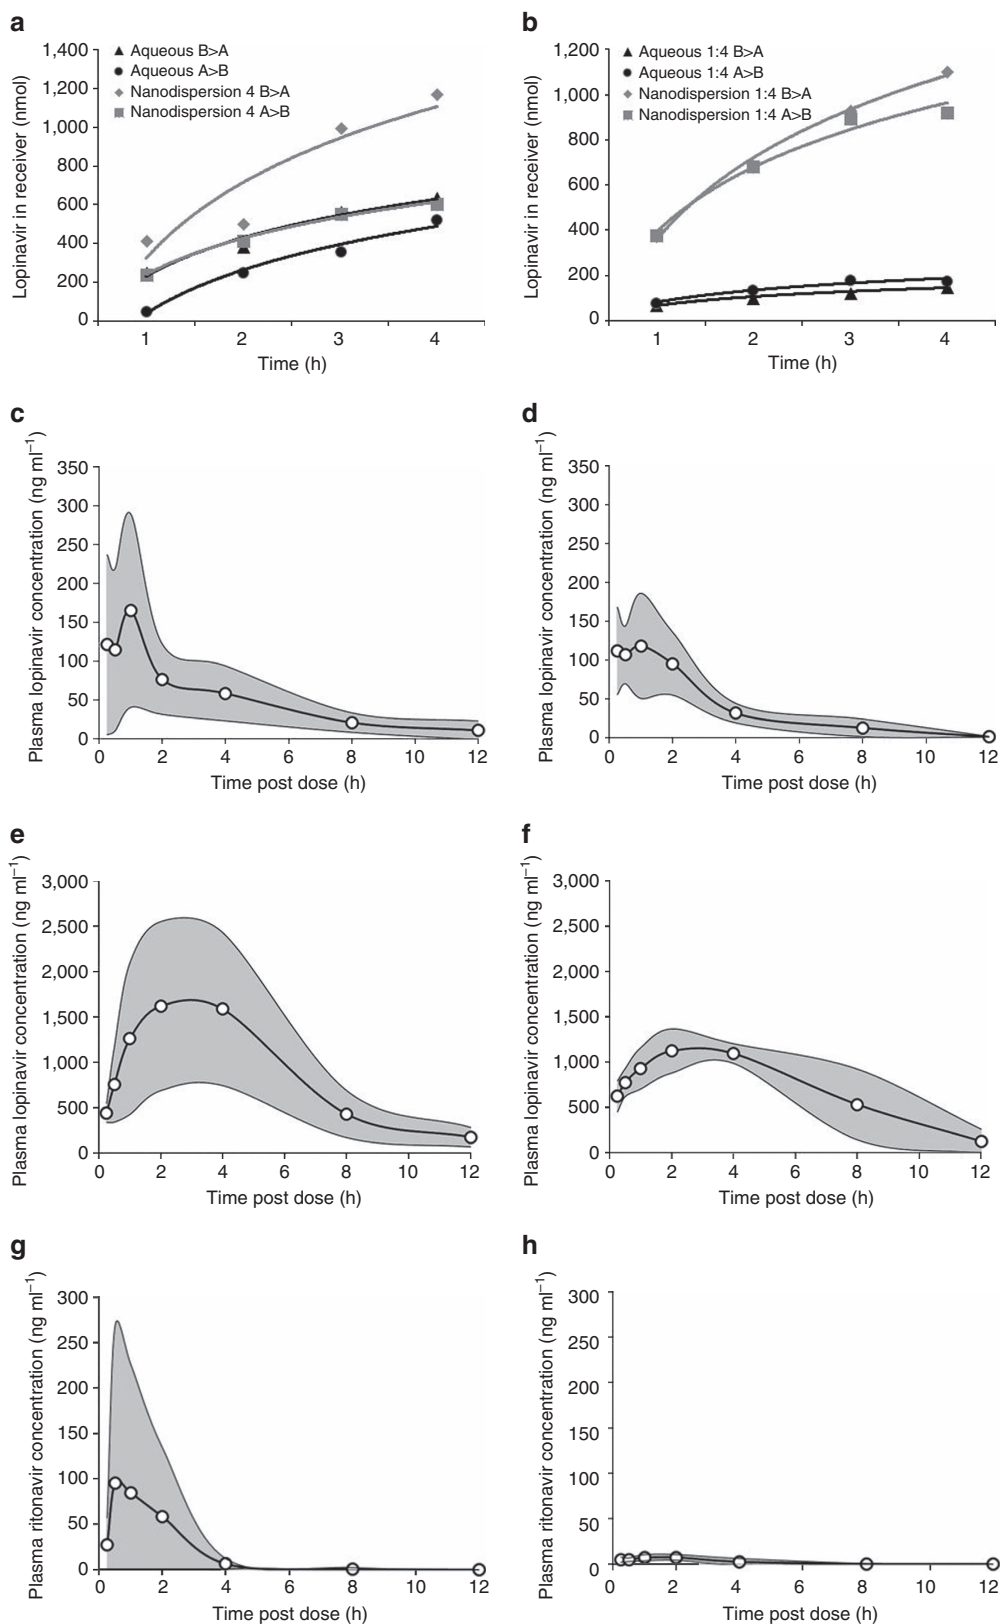 a
1,400
1,200
1,000
800
600
400
200
0
Lopinavir in receiver (nmol)
Aqueous B>A
Aqueous A>B
Nanodispersion 4 B>A
Nanodispersion 4 A>B
1 2 3 4
Time (h)
b
1,200
1,000
800
600
400
200
0
Lopinavir in receiver (nmol)
Aqueous 1:4 B>A
Aqueous 1:4 A>B
Nanodispersion 1:4 B>A
Nanodispersion 1:4 A>B
1 2 3 4
Time (h)
c
350
300
250
200
150
100
50
0
Plasma lopinavir concentration (ng ml⁻¹)
0 2 4 6 8 10 12
Time post dose (h)
d
350
300
250
200
150
100
50
0
Plasma lopinavir concentration (ng ml⁻¹)
0 2 4 6 8 10 12
Time post dose (h)
e
3,000
2,500
2,000
1,500
1,000
500
0
Plasma lopinavir concentration (ng ml⁻¹)
0 2 4 6 8 10 12
Time post dose (h)
f
3,000
2,500
2,000
1,500
1,000
500
0
Plasma lopinavir concentration (ng ml⁻¹)
0 2 4 6 8 10 12
Time post dose (h)
g
300
250
200
150
100
50
0
Plasma ritonavir concentration (ng ml⁻¹)
0 2 4 6 8 10 12
Time post dose (h)
h
300
250
200
150
100
50
0
Plasma ritonavir concentration (ng ml⁻¹)
0 2 4 6 8 10 12
Time post dose (h)